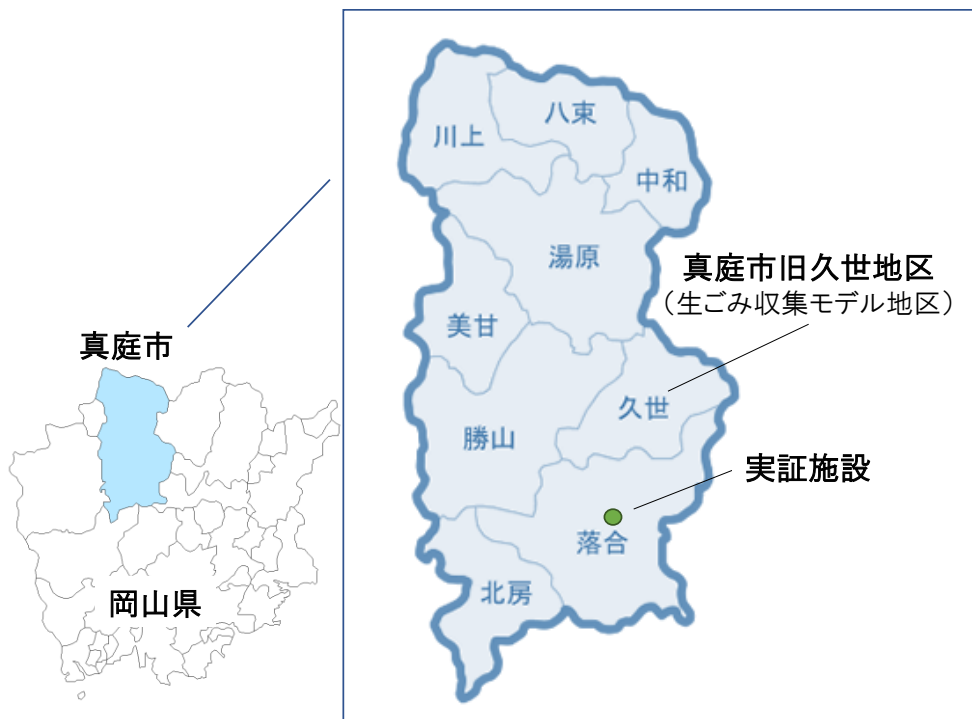 八束
川上
中和
湯原
真庭市旧久世地区
（生ごみ収集モデル地区）
美甘
真庭市
久世
勝山
実証施設
落合
北房
岡山県